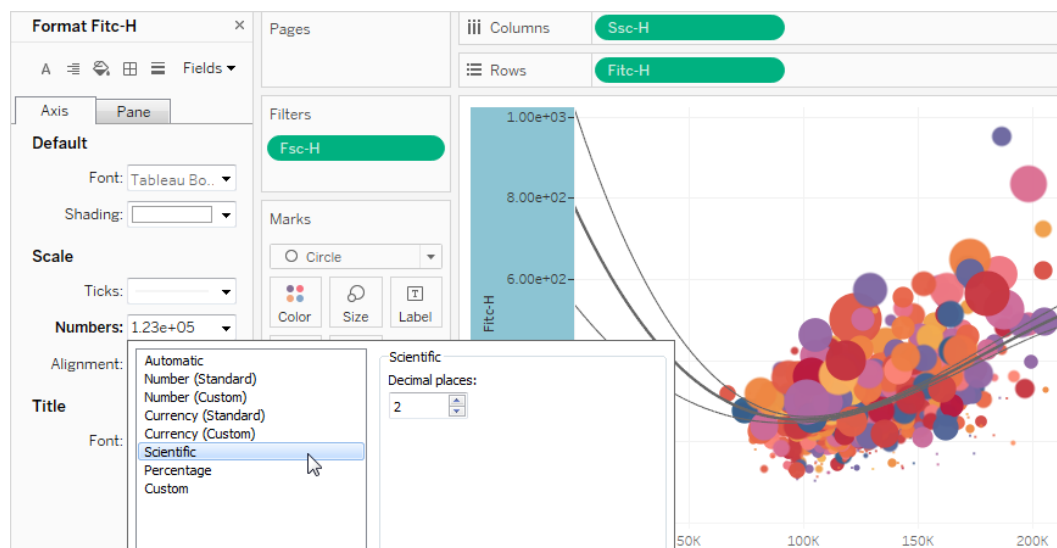 Format Fitc-H ×
A Fields
Axis Pane
Default
Font: Tableau Bo..
Shading:
Scale
Ticks:
Numbers: 1.23e+05
Alignment:
Title
Font:
Automatic
Number (Standard)
Number (Custom)
Currency (Standard)
Currency (Custom)
Scientific
Percentage
Custom
Scientific
Decimal places:
2
Pages
Filters
Fsc-H
Marks
Circle
Color Size T Label
Columns Ssc-H
Rows Fitc-H
1.00e+03
8.00e+02
6.00e+02
Fitc-H
50K 100K 150K 200K